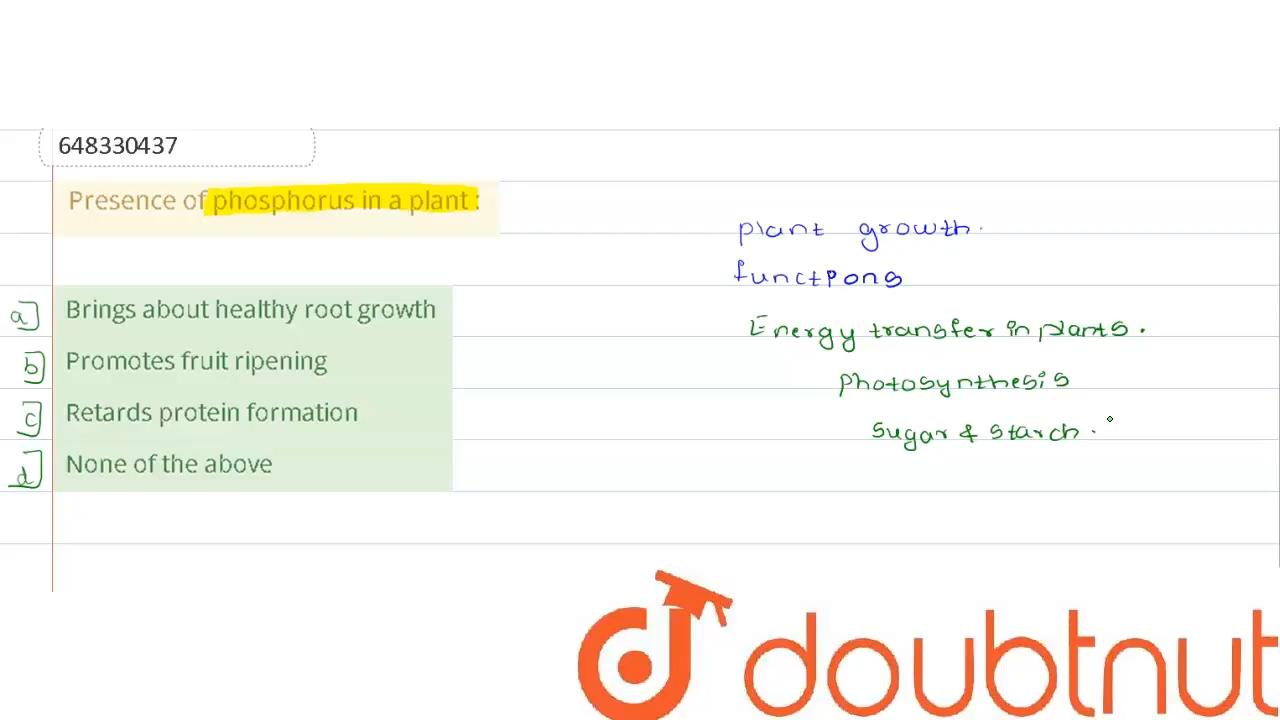 648330437
Presence of phosphorus in a plant :
a] Brings about healthy root growth
b] Promotes fruit ripening
c] Retards protein formation
d] None of the above
plant growth.
functions
Energy transfer in plants.
photosynthesis
sugar & starch.
doubtnut